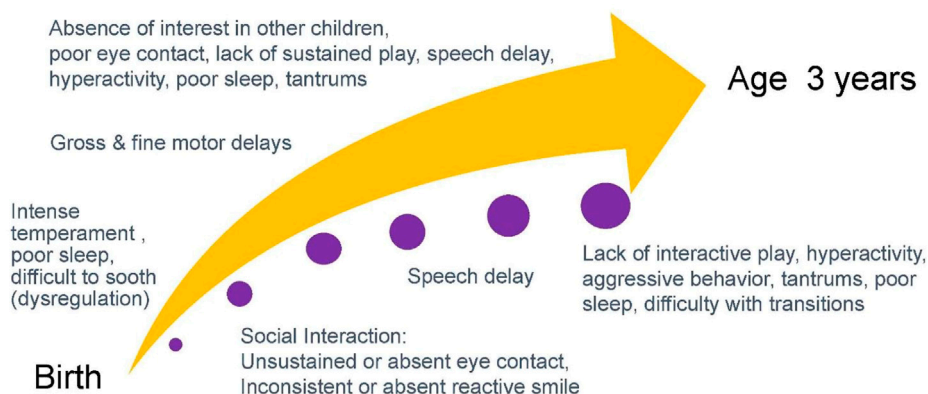 Absence of interest in other children,
poor eye contact, lack of sustained play, speech delay,
hyperactivity, poor sleep, tantrums
Age 3 years
Gross & fine motor delays
Intense
temperament ,
poor sleep,
difficult to sooth
(dysregulation)
Speech delay
Lack of interactive play, hyperactivity,
aggressive behavior, tantrums, poor
sleep, difficulty with transitions
Social Interaction:
Unsustained or absent eye contact,
Inconsistent or absent reactive smile
Birth